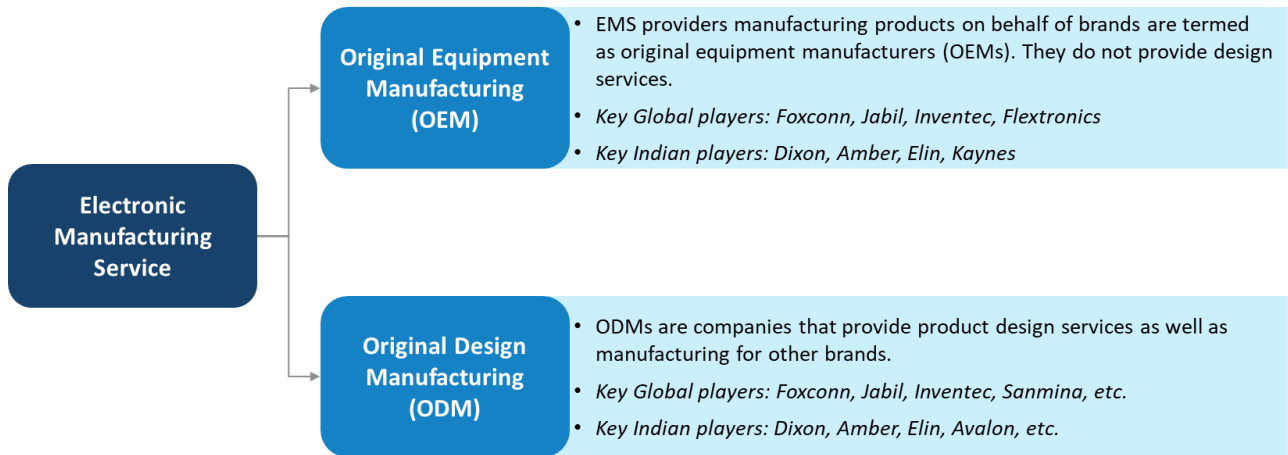 Electronic
Manufacturing
Service
Original Equipment
Manufacturing
(OEM)
• EMS providers manufacturing products on behalf of brands are termed
as original equipment manufacturers (OEMs). They do not provide design
services.
• Key Global players: Foxconn, Jabil, Inventec, Flextronics
• Key Indian players: Dixon, Amber, Elin, Kaynes
Original Design
Manufacturing
(ODM)
• ODMs are companies that provide product design services as well as
manufacturing for other brands.
• Key Global players: Foxconn, Jabil, Inventec, Sanmina, etc.
• Key Indian players: Dixon, Amber, Elin, Avalon, etc.